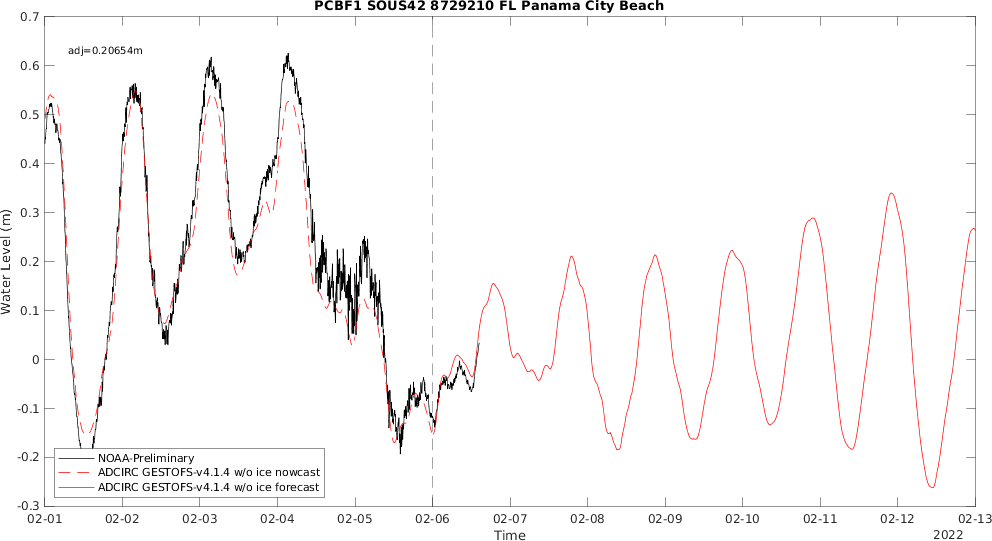 PCBF1 SOUS42 8729210 FL Panama City Beach
adj=0.20654m
Water Level (m)
0.7
0.6
0.5
0.4
0.3
0.2
0.1
0
-0.1
-0.2
-0.3
NOAA-Preliminary
ADCIRC GESTOFS-v4.1.4 w/o ice nowcast
ADCIRC GESTOFS-v4.1.4 w/o ice forecast
02-01 02-02 02-03 02-04 02-05 02-06 02-07 02-08 02-09 02-10 02-11 02-12 02-13
Time
2022